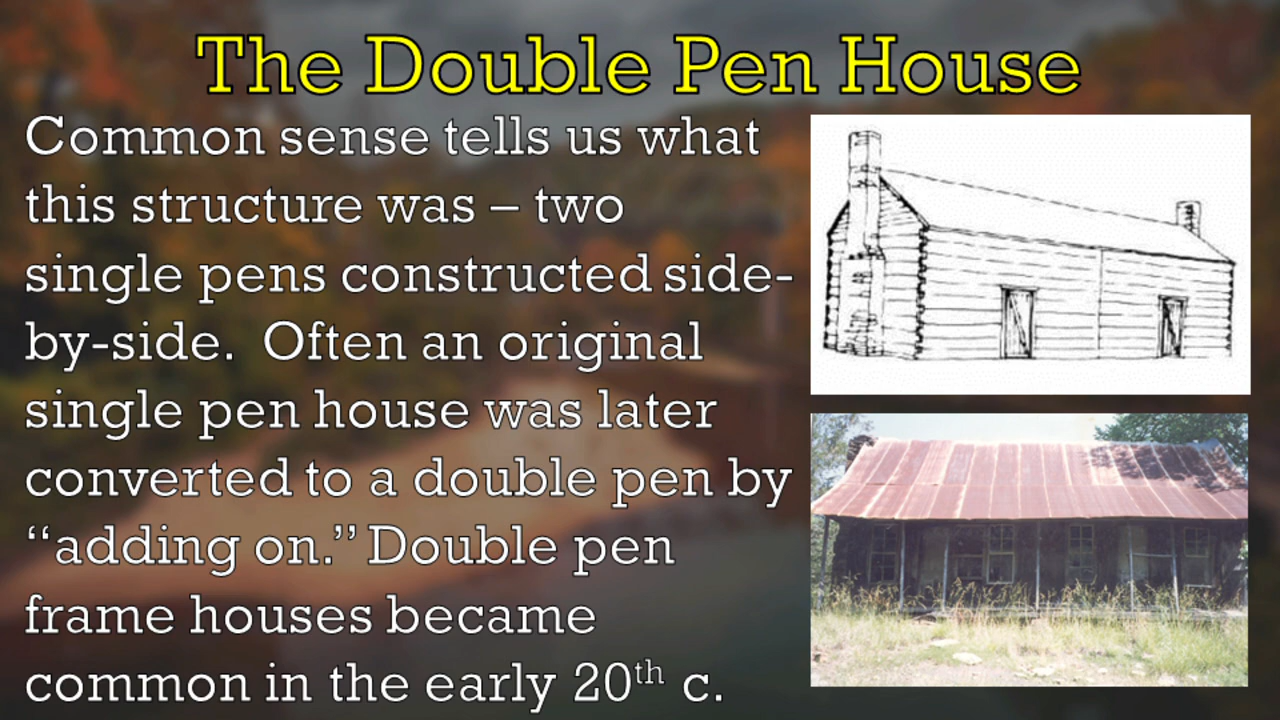 The Double Pen House
Common sense tells us what
this structure was – two
single pens constructed side-
by-side.  Often an original
single pen house was later
converted to a double pen by
“adding on.” Double pen
frame houses became
common in the early 20th c.